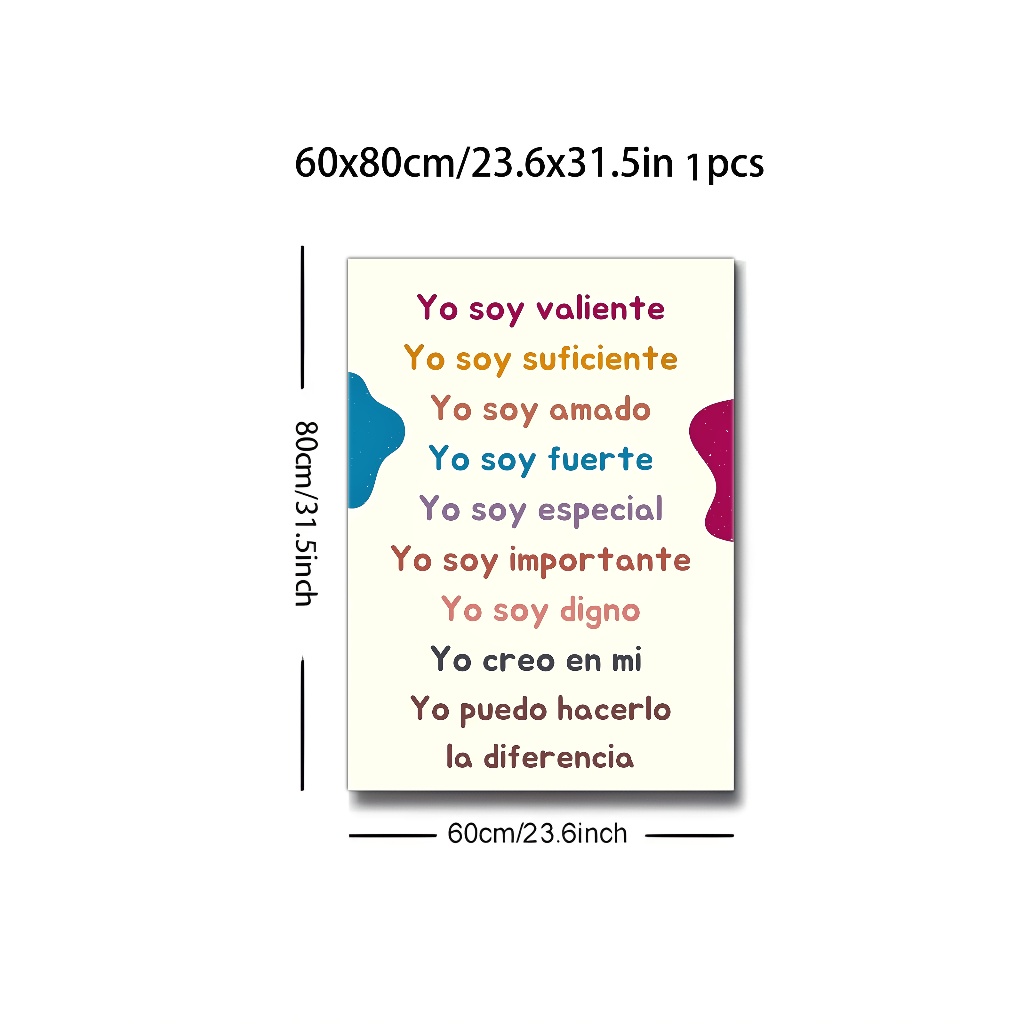 60x80cm/23.6x31.5in 1pcs
Yo soy valiente
Yo soy suficiente
Yo soy amado
Yo soy fuerte
Yo soy especial
Yo soy importante
Yo soy digno
Yo creo en mi
Yo puedo hacerlo
la diferencia
80cm/31.5inch
60cm/23.6inch